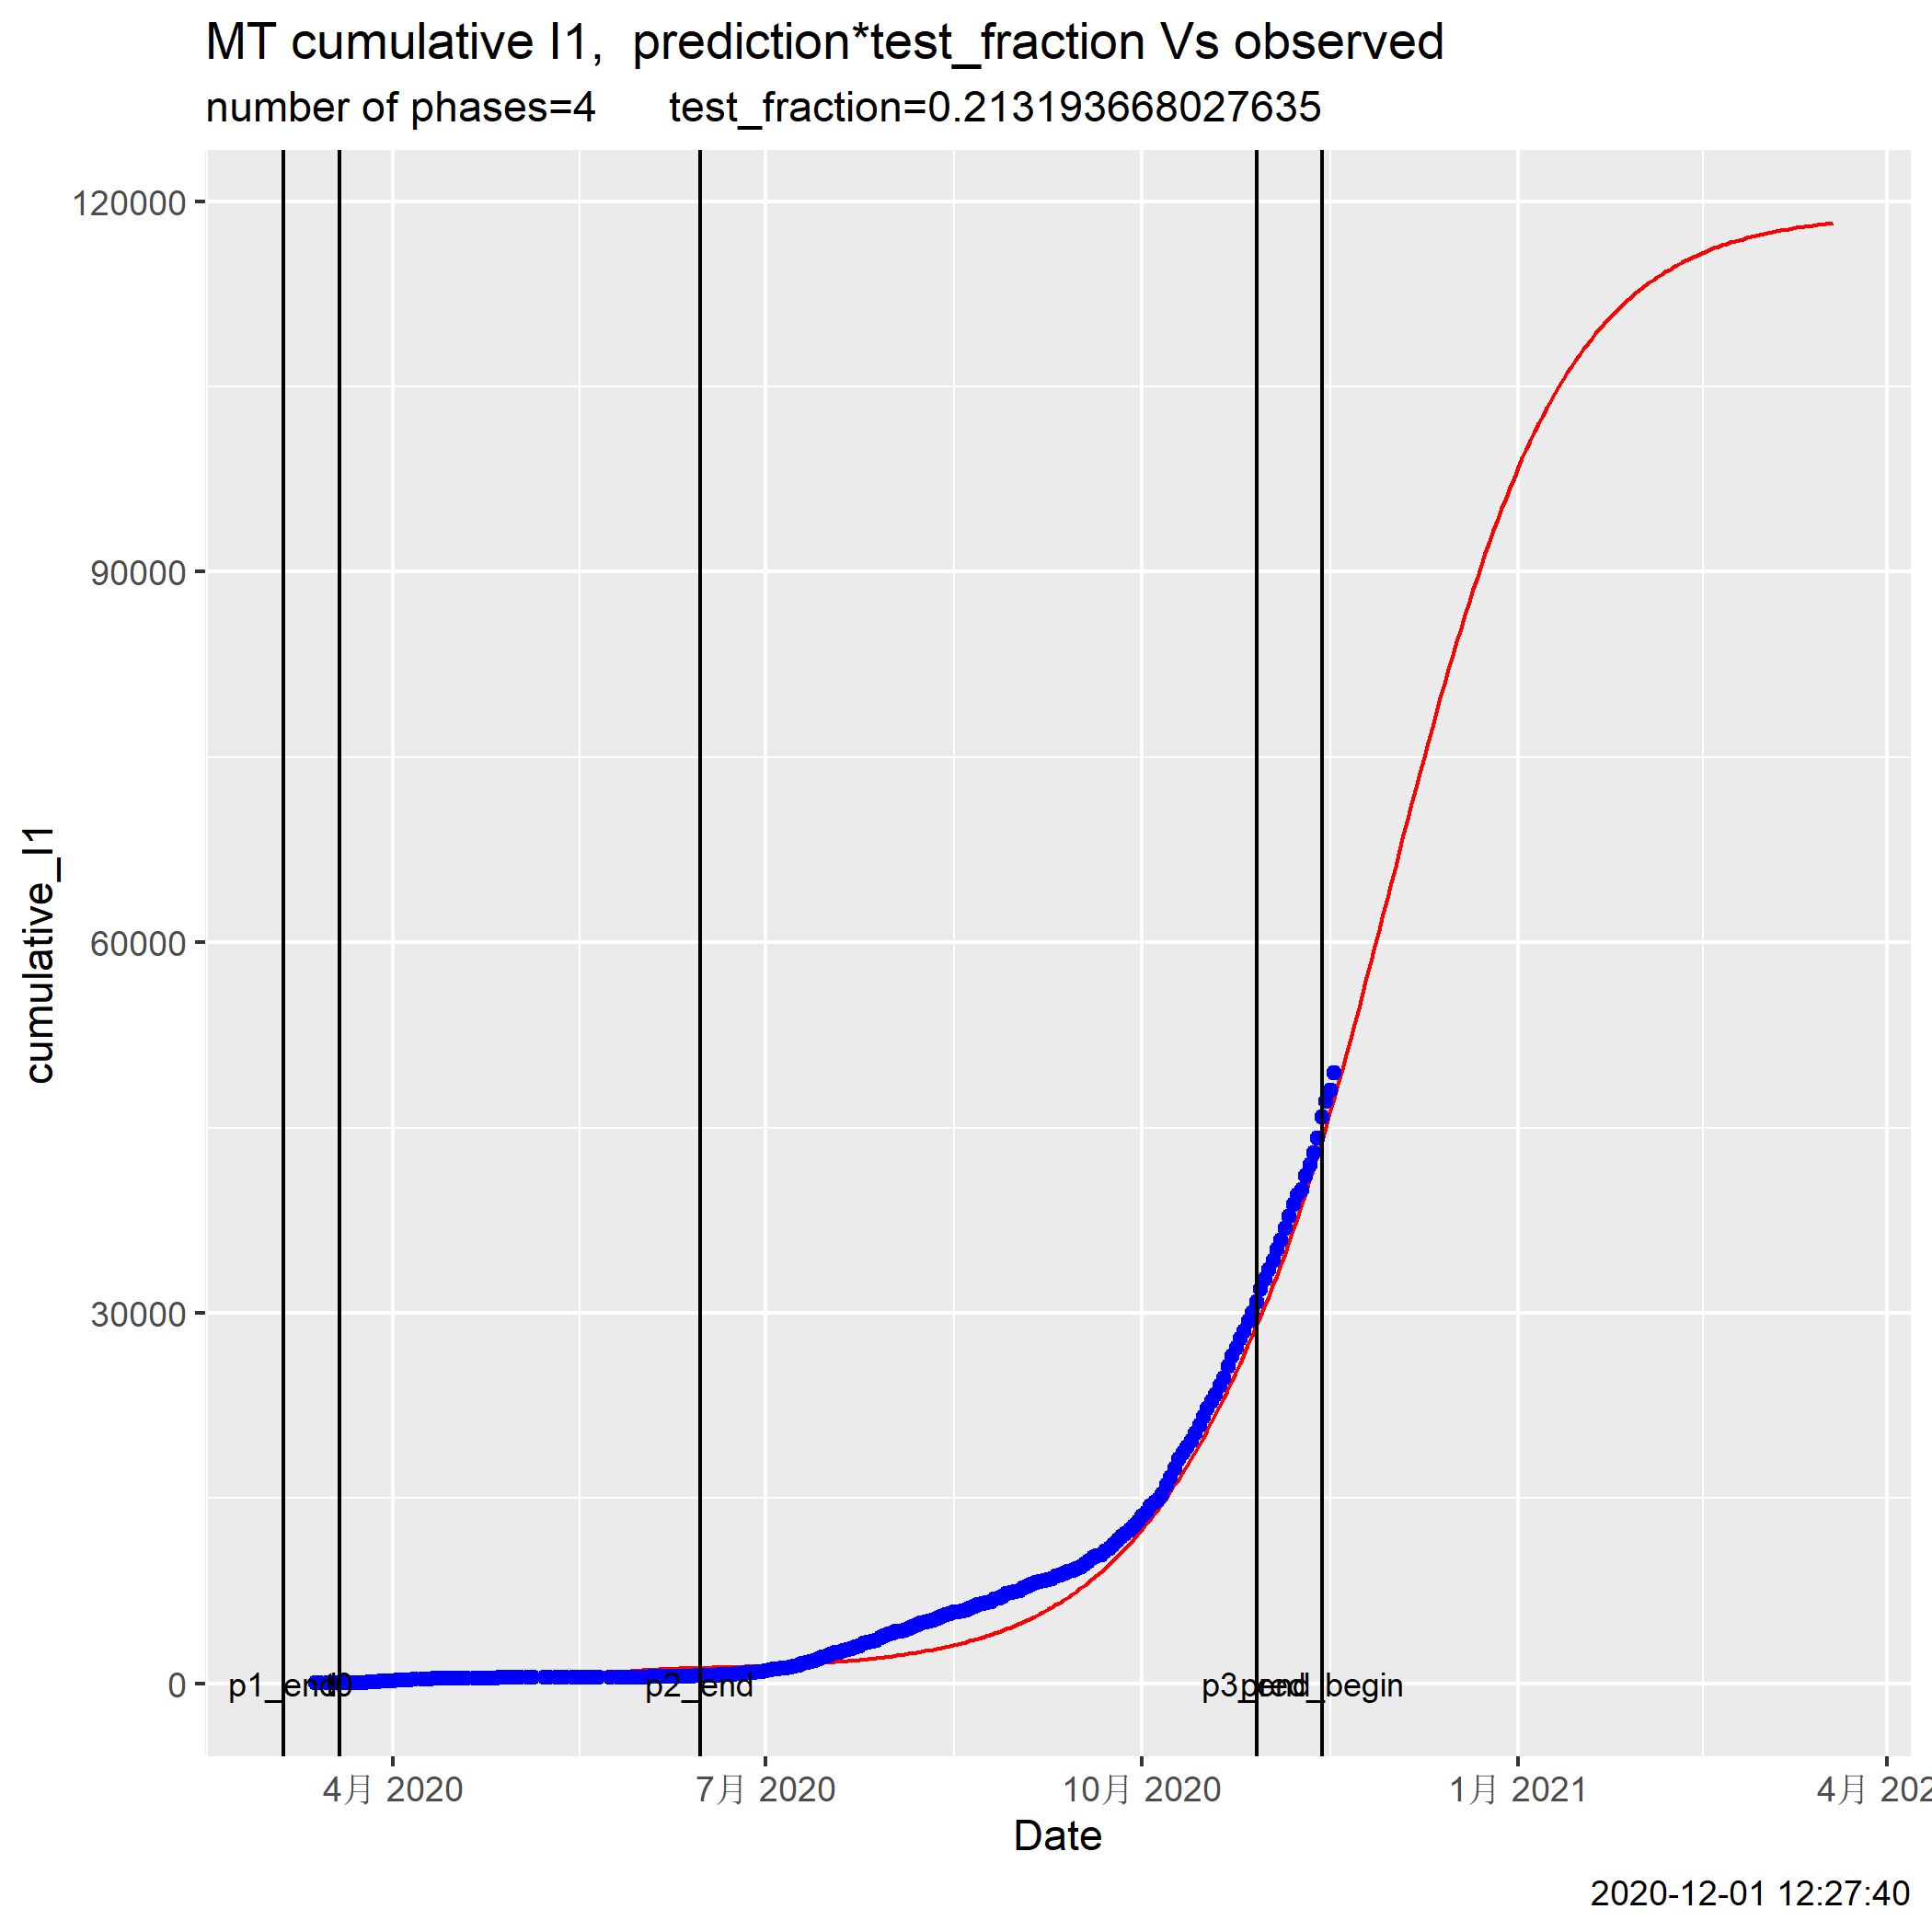 MT cumulative I1,  prediction*test_fraction Vs observed
number of phases=4      test_fraction=0.213193668027635
120000
90000
60000
30000
0
cumulative_I1
p1_end
t0
p2_end
p3_end
pred_begin
4月 2020
7月 2020
10月 2020
1月 2021
4月 202
Date
2020-12-01 12:27:40